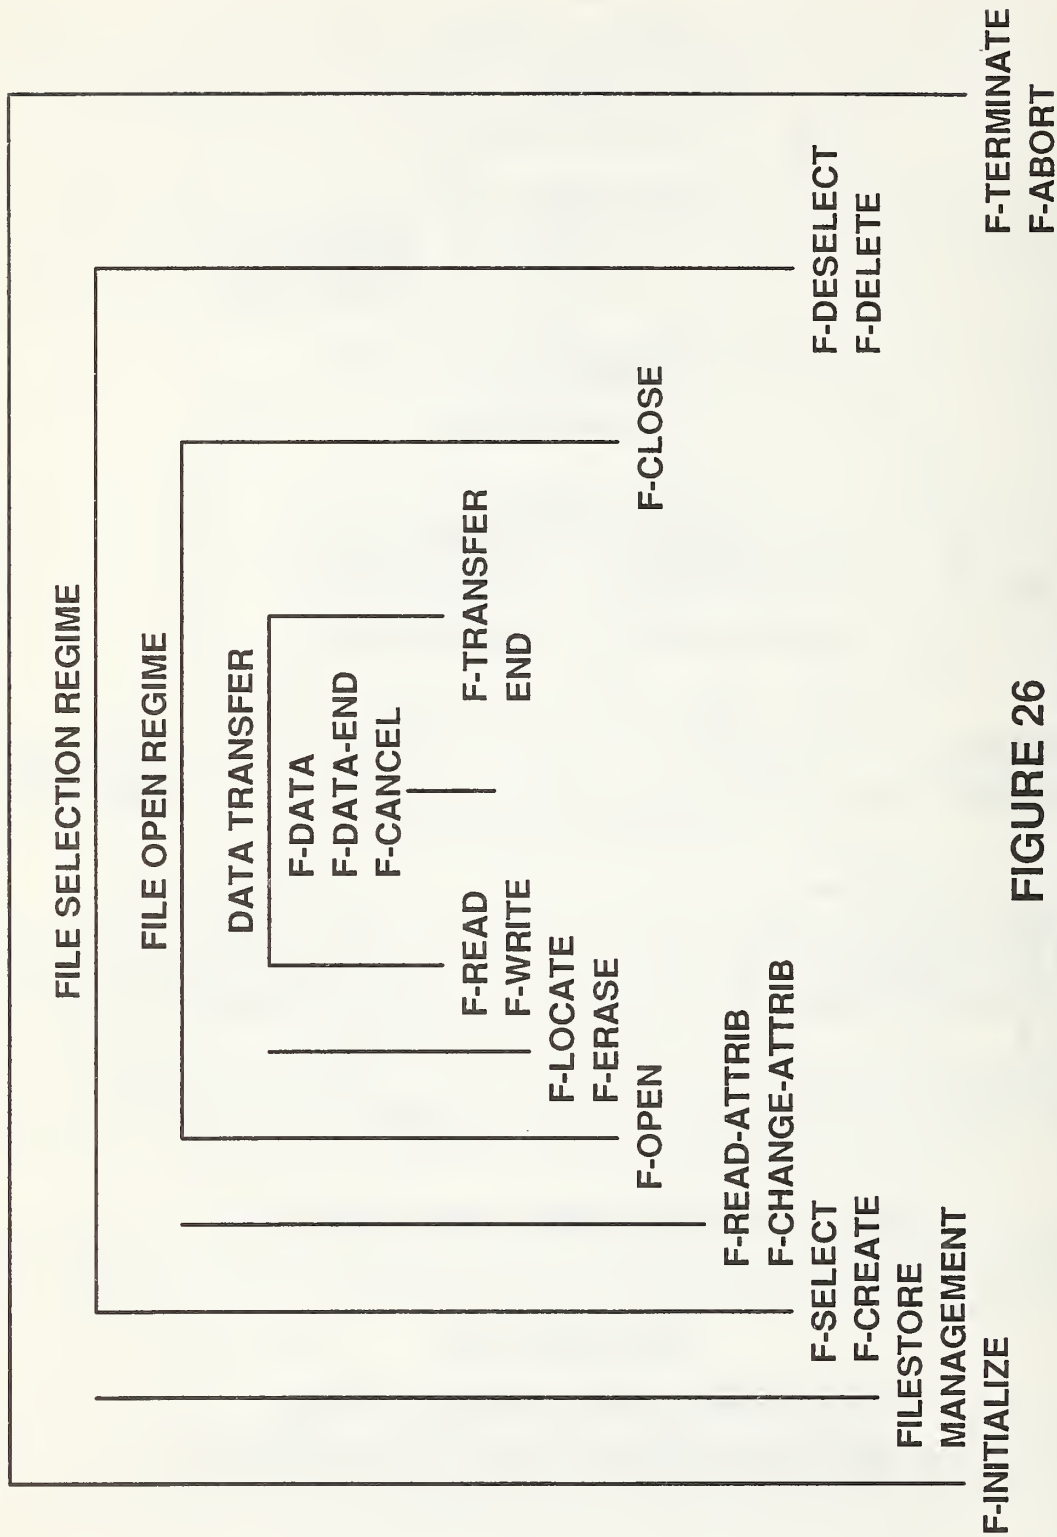 FILE SELECTION REGIME
FILE OPEN REGIME
DATA TRANSFER
F-DATA
F-DATA-END
F-CANCEL
F-READ
F-WRITE
F-TRANSFER
END
F-LOCATE
F-ERASE
F-OPEN
F-CLOSE
F-READ-ATTRIB
F-CHANGE-ATTRIB
F-SELECT
F-CREATE
F-DESELECT
F-DELETE
FILESTORE
MANAGEMENT
F-INITIALIZE
F-TERMINATE
F-ABORT
FIGURE 26